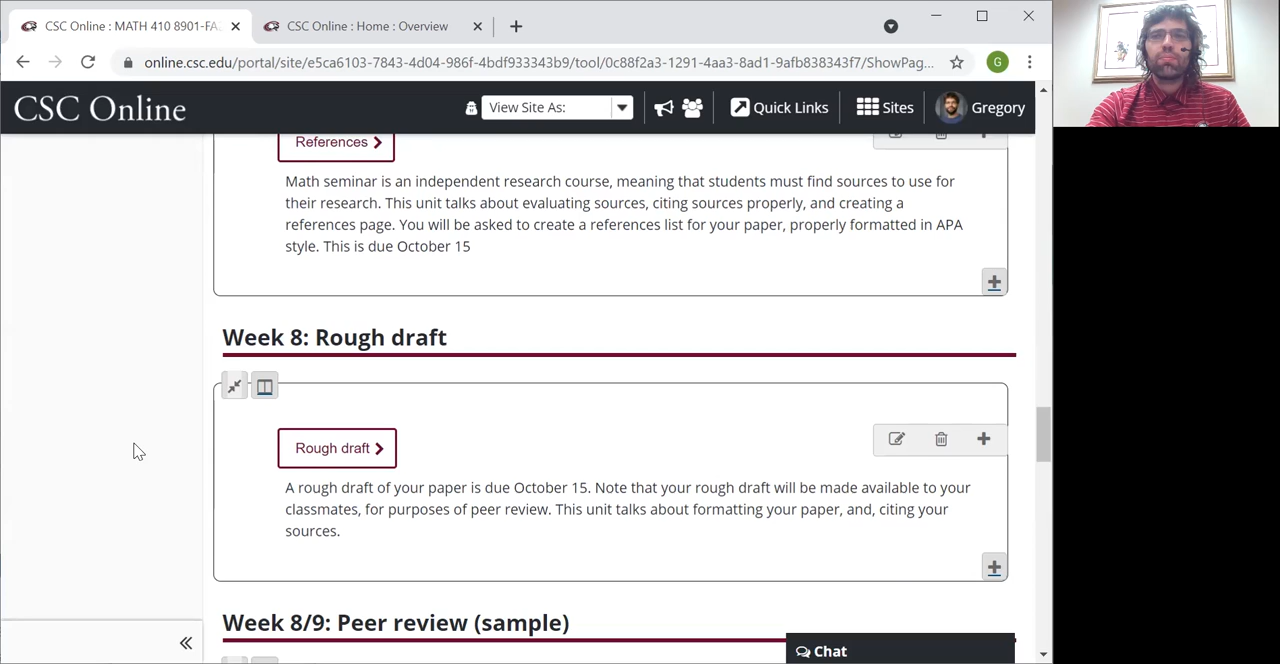 CSC Online : MATH 410 8901-FA
CSC Online : Home : Overview
online.csc.edu/portal/site/e5ca6103-7843-4d04-986f-4bdf933343b9/tool/0c88f2a3-1291-4aa3-8ad1-9afb838343f7/ShowPag...
G
CSC Online
View Site As:
Quick Links
Sites
Gregory
References
Math seminar is an independent research course, meaning that students must find sources to use for
their research. This unit talks about evaluating sources, citing sources properly, and creating a
references page. You will be asked to create a references list for your paper, properly formatted in APA
style. This is due October 15
Week 8: Rough draft
Rough draft
A rough draft of your paper is due October 15. Note that your rough draft will be made available to your
classmates, for purposes of peer review. This unit talks about formatting your paper, and, citing your
sources.
Week 8/9: Peer review (sample)
Chat